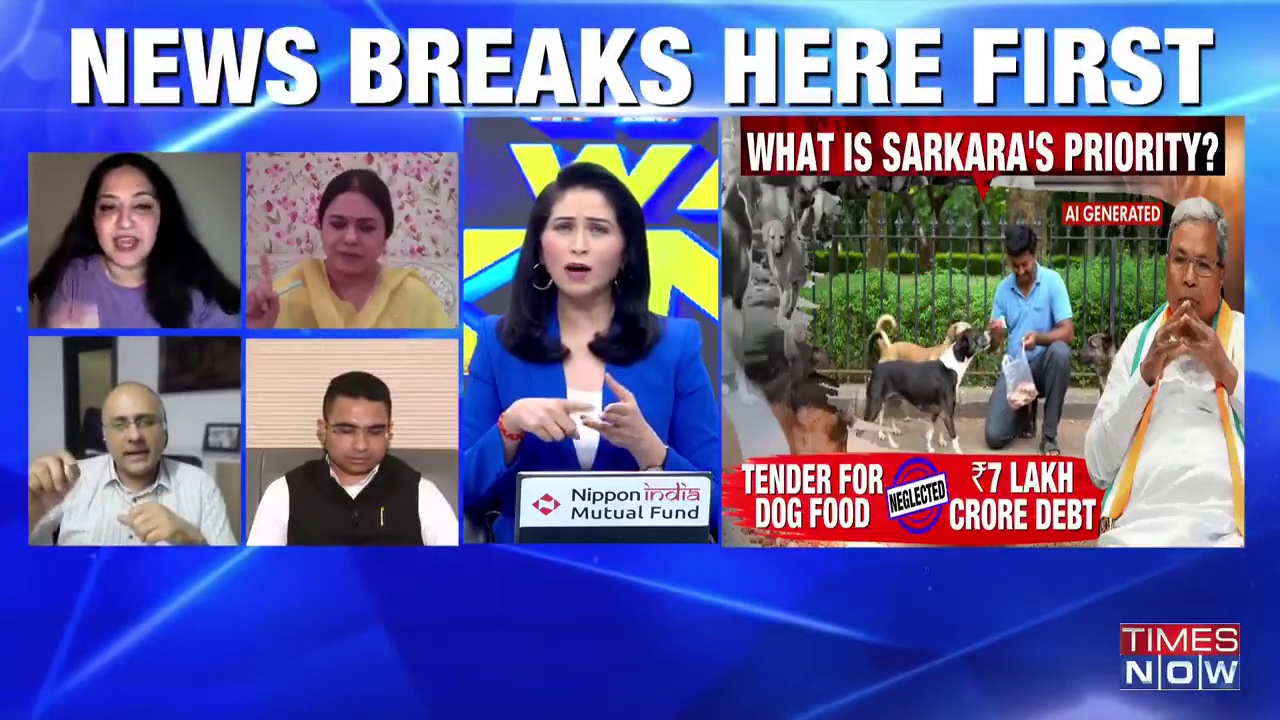 NEWS BREAKS HERE FIRST
WHAT IS SARKARA'S PRIORITY?
AI GENERATED
TENDER FOR
DOG FOOD
NEGLECTED
₹7 LAKH
CRORE DEBT
Nippon india
Mutual Fund
TIMES
NOW